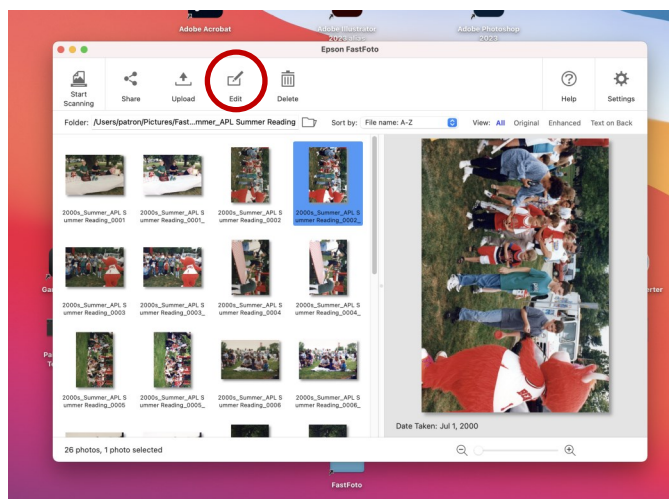 Adobe Acrobat
Adobe Illustrator
2023 alias
Adobe Photoshop
2023
Epson FastFoto
Start
Scanning
Share
Upload
Edit
Delete
Help
Settings
Folder: /Users/patron/Pictures/Fast...mmer_APL Summer Reading
Sort by: File name: A-Z
View: All Original Enhanced Text on Back
2000s_Summer_APL S
ummer Reading_0001
2000s_Summer_APL S
ummer Reading_0001_
2000s_Summer_APL S
ummer Reading_0002
2000s_Summer_APL S
ummer Reading_0002_
2000s_Summer_APL S
ummer Reading_0003
2000s_Summer_APL S
ummer Reading_0003_
2000s_Summer_APL S
ummer Reading_0004
2000s_Summer_APL S
ummer Reading_0004_
2000s_Summer_APL S
ummer Reading_0005
2000s_Summer_APL S
ummer Reading_0005_
2000s_Summer_APL S
ummer Reading_0006
2000s_Summer_APL S
ummer Reading_0006_
Date Taken: Jul 1, 2000
26 photos, 1 photo selected
FastFoto